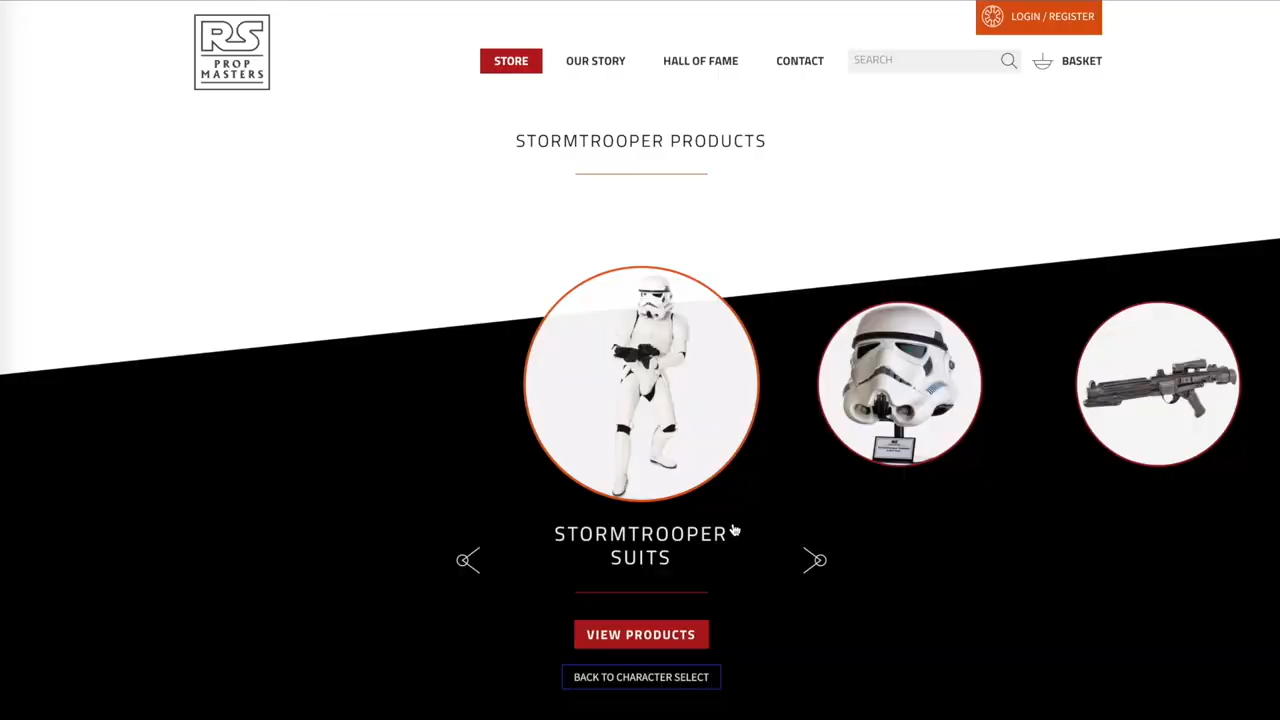 LOGIN / REGISTER
RS
PROP
MASTERS
STORE
OUR STORY
HALL OF FAME
CONTACT
SEARCH
BASKET
STORMTROOPER PRODUCTS
STORMTROOPER
SUITS
VIEW PRODUCTS
BACK TO CHARACTER SELECT